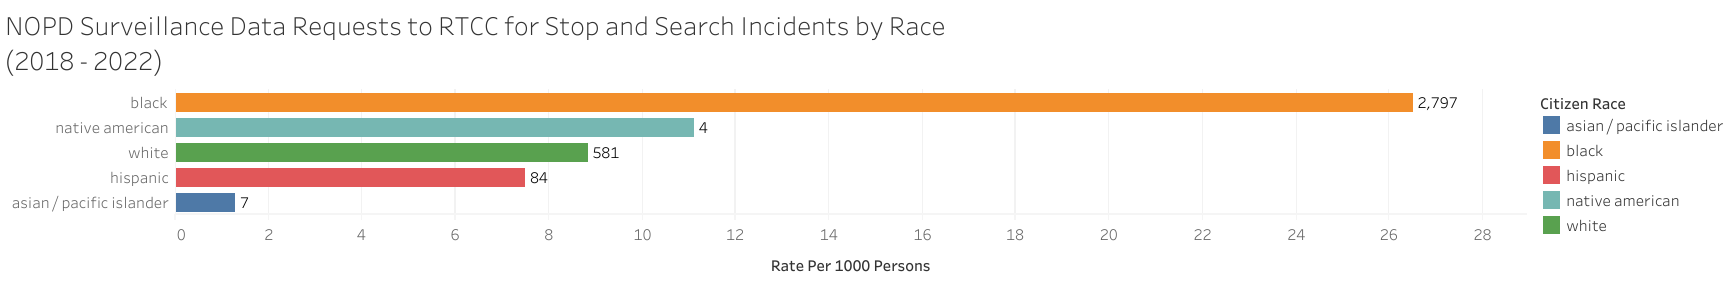 NOPD Surveillance Data Requests to RTCC for Stop and Search Incidents by Race
(2018 - 2022)
black 2,797
native american 4
white 581
hispanic 84
asian / pacific islander 7
0 2 4 6 8 10 12 14 16 18 20 22 24 26 28
Rate Per 1000 Persons
Citizen Race
asian / pacific islander
black
hispanic
native american
white